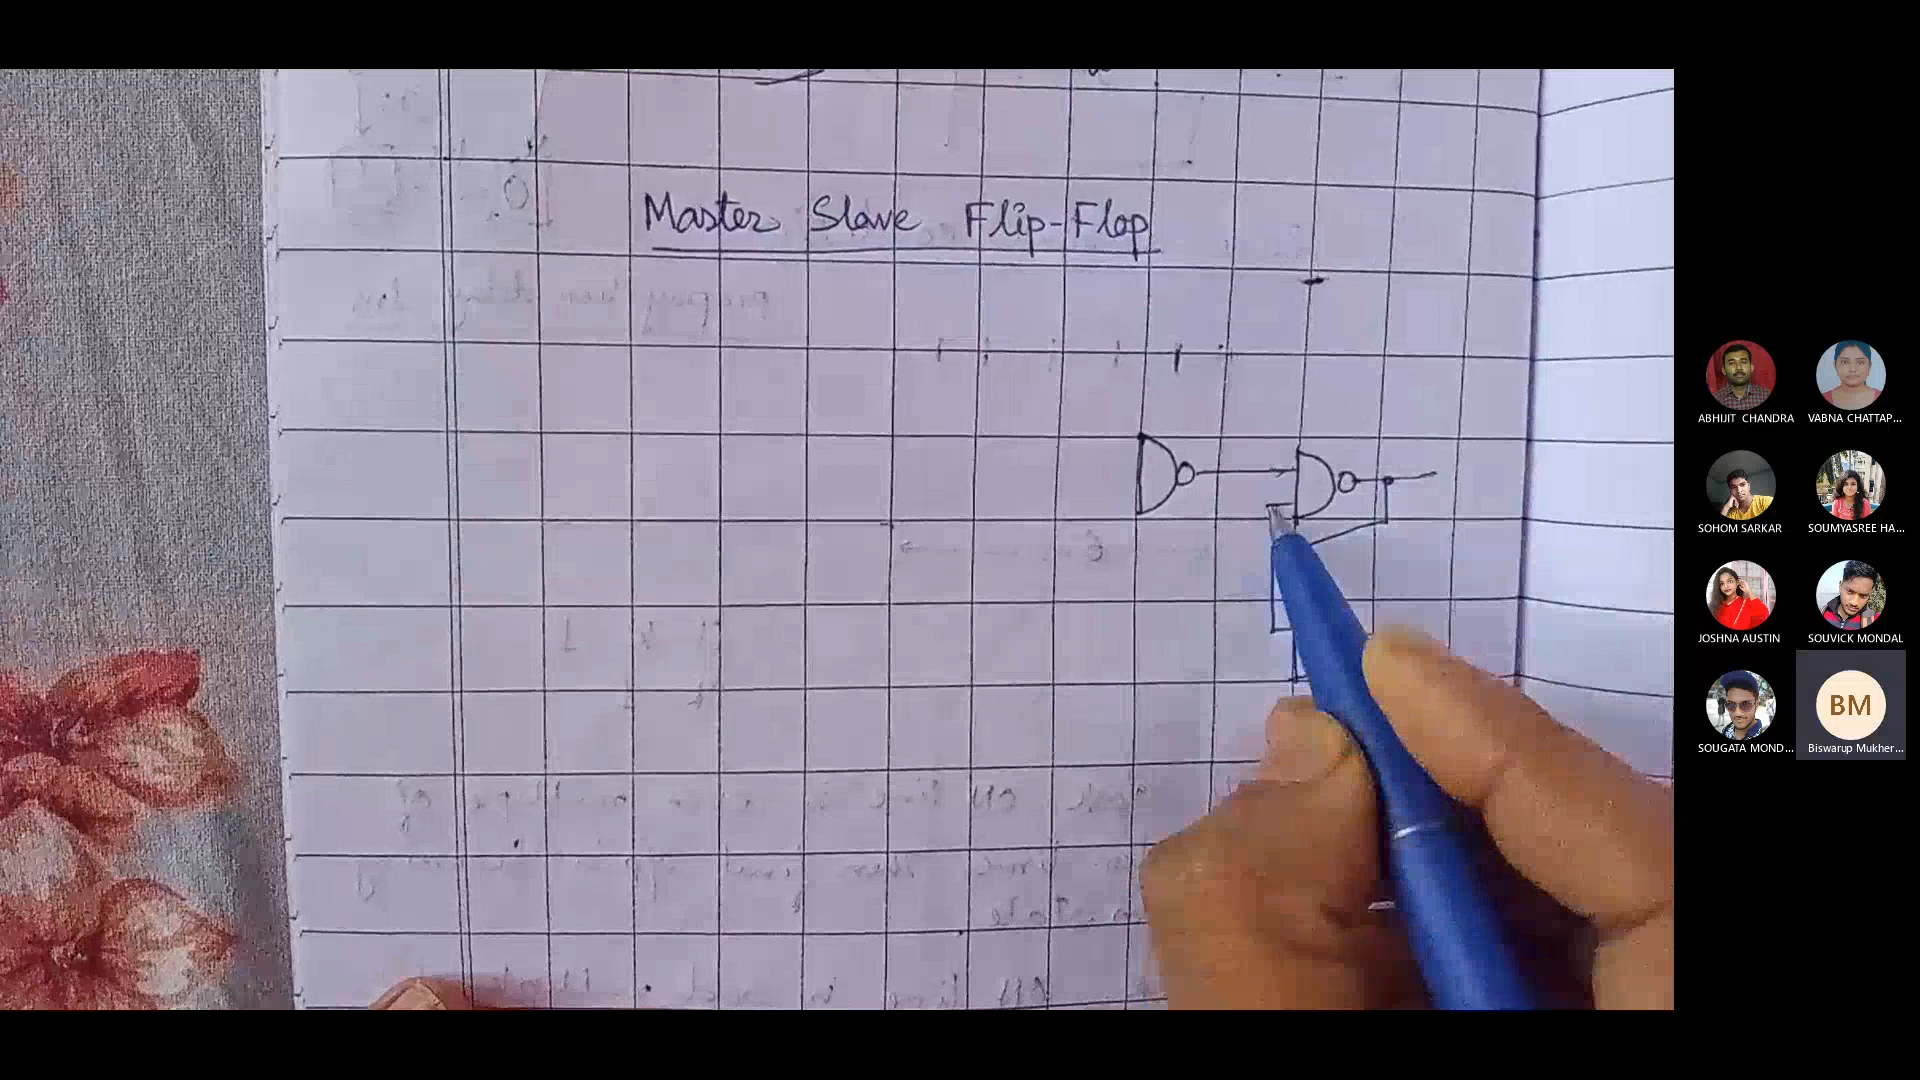 Master Slave Flip-Flop
ABHIJIT CHANDRA
VABNA CHATTAP...
SOHOM SARKAR
SOUMYASREE HA...
JOSHNA AUSTIN
SOUVICK MONDAL
SOUGATA MOND...
BM
Biswarup Mukher...